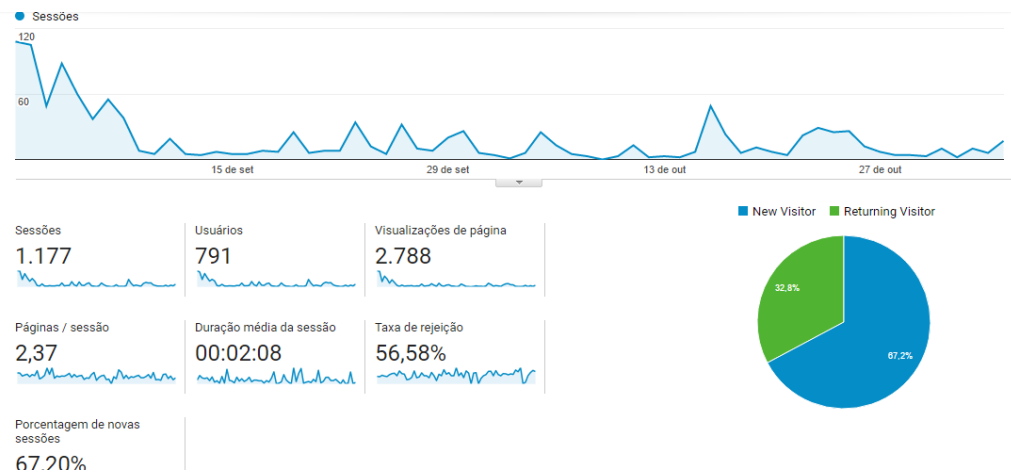 Sessões
120
60
15 de set
29 de set
13 de out
27 de out
New Visitor
Returning Visitor
Sessões
Usuários
Visualizações de página
1.177
791
2.788
32,8%
67,2%
Páginas / sessão
Duração média da sessão
Taxa de rejeição
2,37
00:02:08
56,58%
Porcentagem de novas
sessões
67,20%